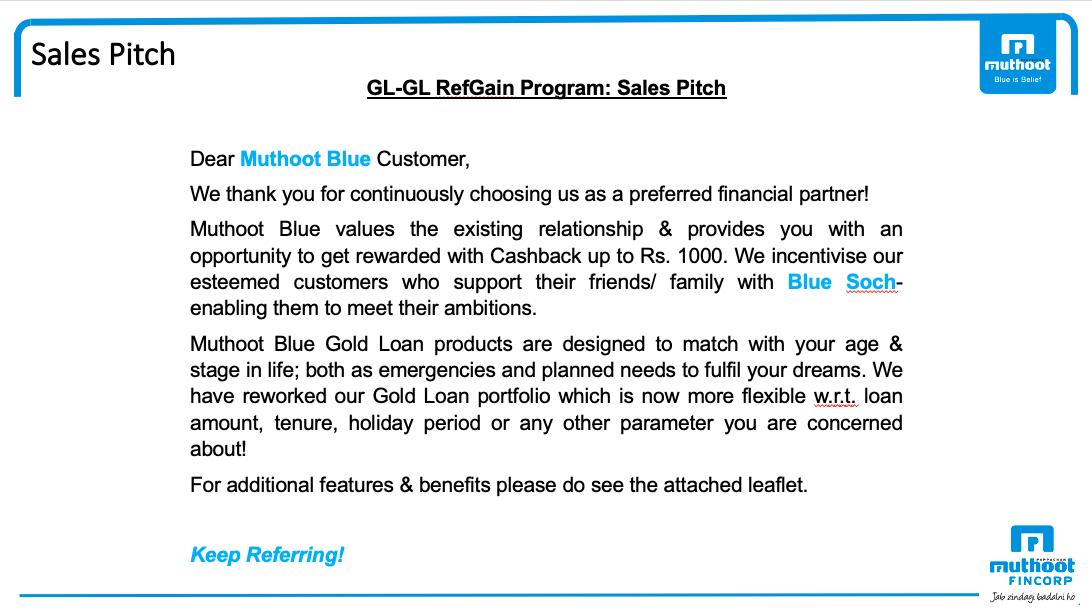 Sales Pitch
muthoot
Blue is Belief
GL-GL RefGain Program: Sales Pitch
Dear Muthoot Blue Customer,
We thank you for continuously choosing us as a preferred financial partner!
Muthoot Blue values the existing relationship & provides you with an
opportunity to get rewarded with Cashback up to Rs. 1000. We incentivise our
esteemed customers who support their friends/ family with Blue Soch-
enabling them to meet their ambitions.
Muthoot Blue Gold Loan products are designed to match with your age &
stage in life; both as emergencies and planned needs to fulfil your dreams. We
have reworked our Gold Loan portfolio which is now more flexible w.r.t. loan
amount, tenure, holiday period or any other parameter you are concerned
about!
For additional features & benefits please do see the attached leaflet.
Keep Referring!
muthoot
FINCORP
Jab zindagi badalni ho